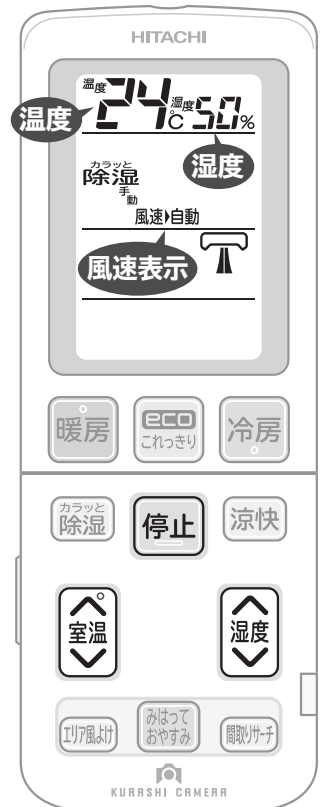 HITACHI
温度 24℃ 湿度 50%
温度
湿度
カラッと
除湿
手動
風速▶自動
風速表示
暖房
eco
これっきり
冷房
カラッと
除湿
停止
涼快
室温
湿度
エリア風よけ
みはって
おやすみ
間取りサーチ
KURASHI CAMERA